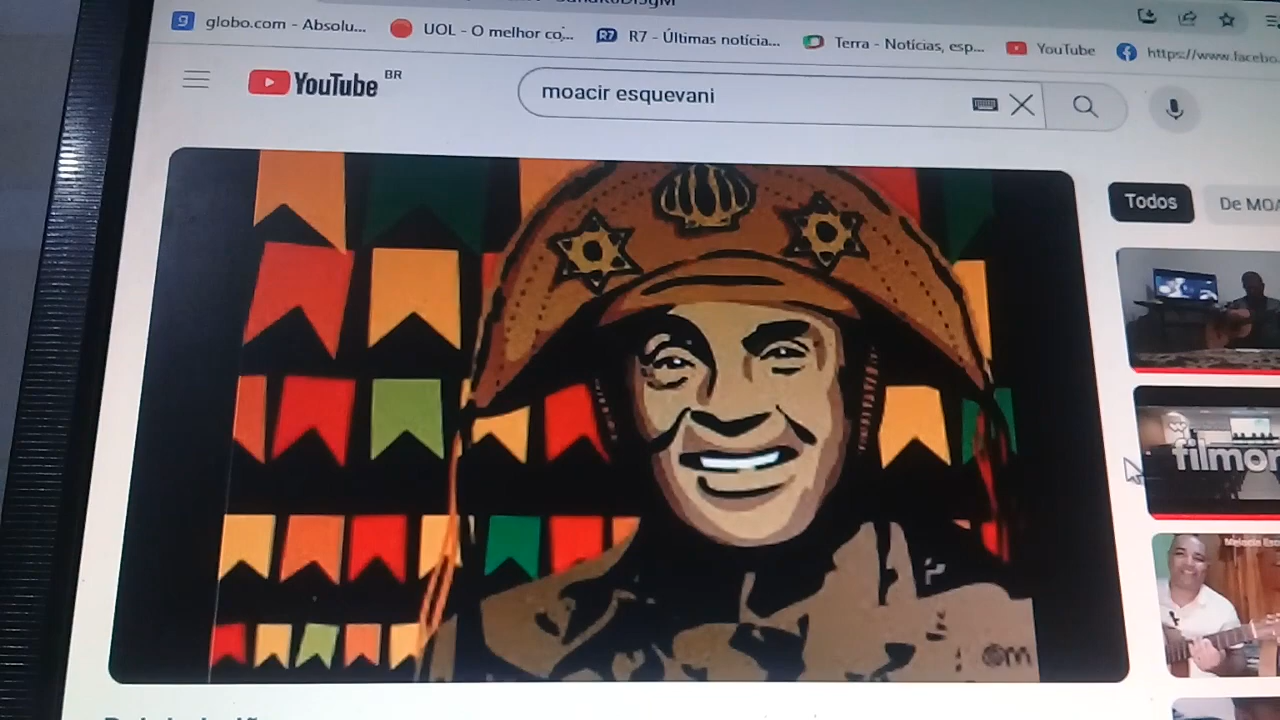 globo.com - Absolu...
UOL - O melhor co,...
R7 - Últimas notícia...
Terra - Notícias, esp...
YouTube
https://www.facebo
YouTube BR
moacir esquevani
Todos
De MOA
filmor